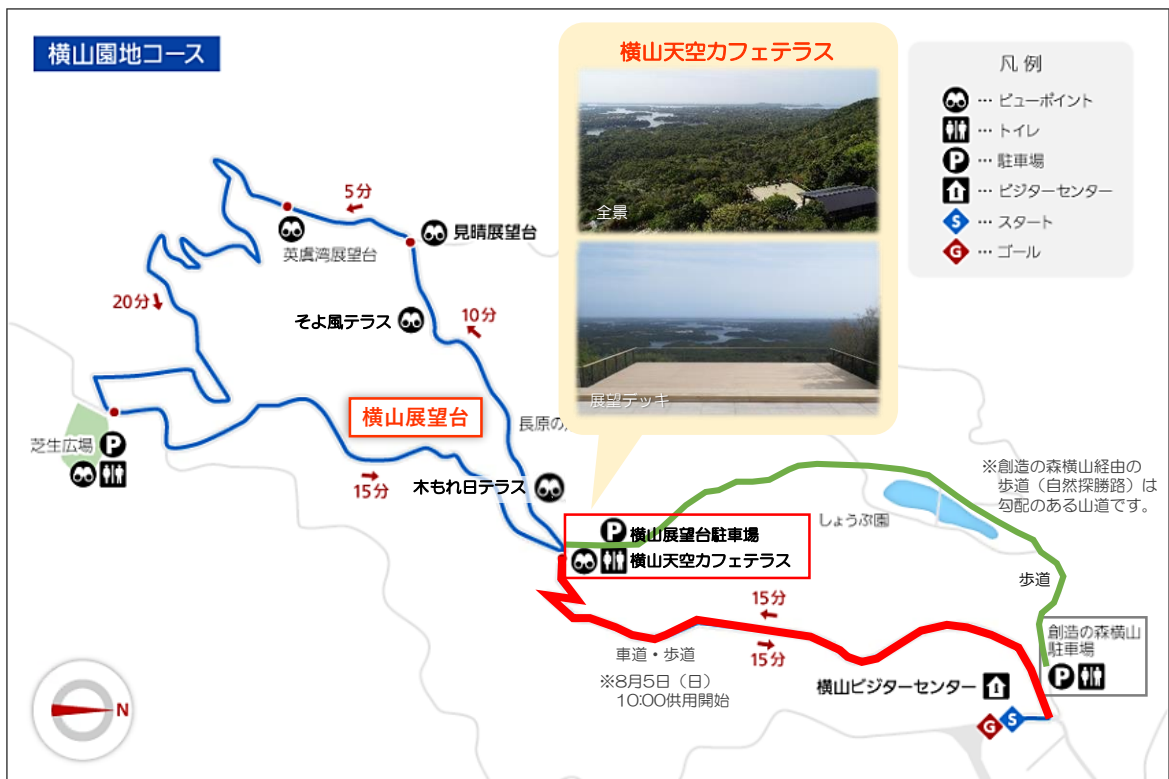 横山園地コース
横山天空カフェテラス
全景
展望デッキ
凡例
… ビューポイント
… トイレ
P … 駐車場
… ビジターセンター
S … スタート
G … ゴール
5分
見晴展望台
英虞湾展望台
20分
そよ風テラス
10分
横山展望台
長原の
芝生広場 P
15分
木もれ日テラス
※創造の森横山経由の
歩道（自然探勝路）は
勾配のある山道です。
しょうぶ園
P 横山展望台駐車場
横山天空カフェテラス
歩道
15分
15分
創造の森横山
駐車場
P
車道・歩道
※8月5日（日）
10:00供用開始
横山ビジターセンター
G S
N